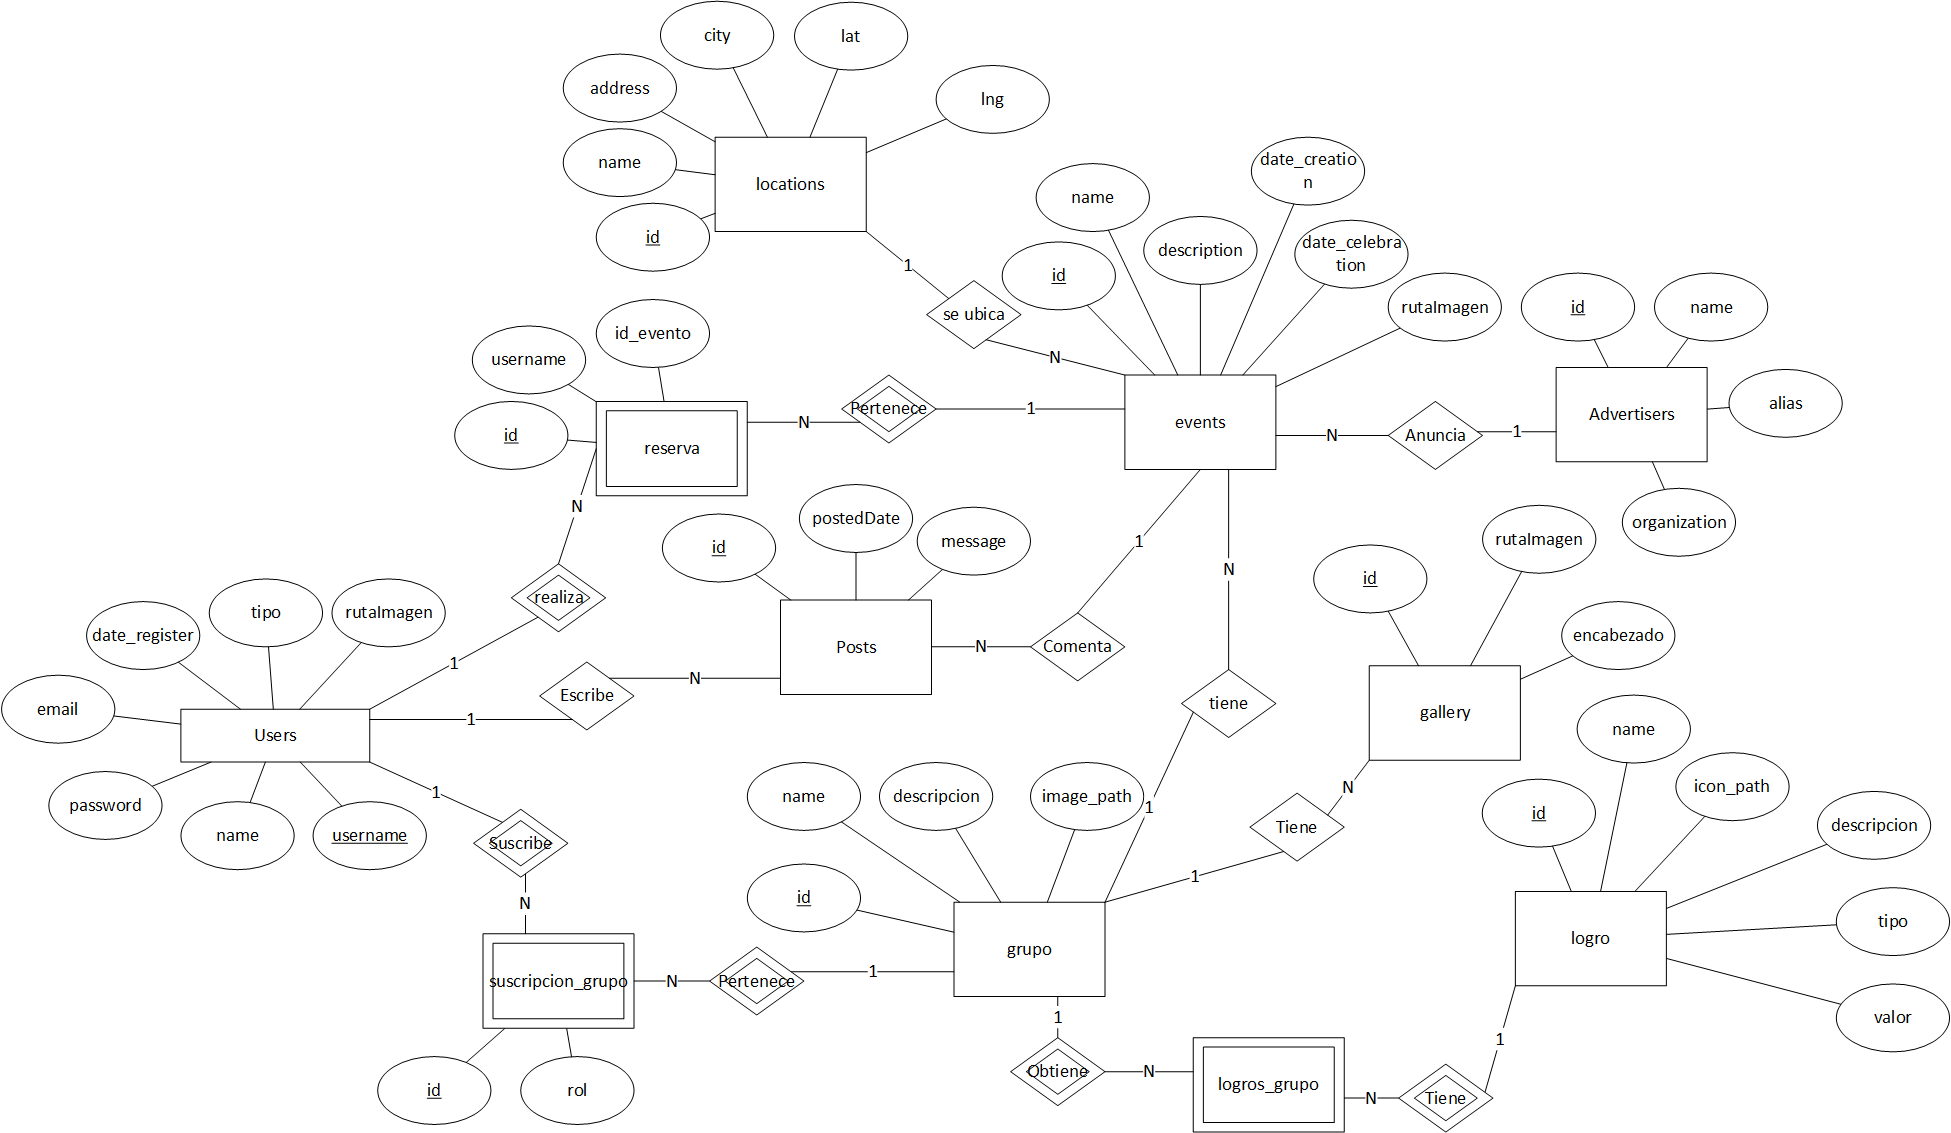 city
lat
address
lng
name
locations
id
date_creatio
n
name
description
date_celebra
tion
id
1
se ubica
N
rutaImagen
id
name
alias
Advertisers
organization
id_evento
username
id
reserva
N
Pertenece
1
events
N
Anuncia
1
N
postedDate
id
message
1
rutaImagen
N
id
encabezado
realiza
tipo
rutaImagen
date_register
Posts
N
Comenta
1
Escribe
N
tiene
email
1
Users
gallery
name
password
name
username
1
Suscribe
N
name
descripcion
image_path
1
N
Tiene
1
id
icon_path
id
descripcion
tipo
valor
logro
id
grupo
suscripcion_grupo
N
Pertenece
1
1
1
Obtiene
N
logros_grupo
N
Tiene
id
rol